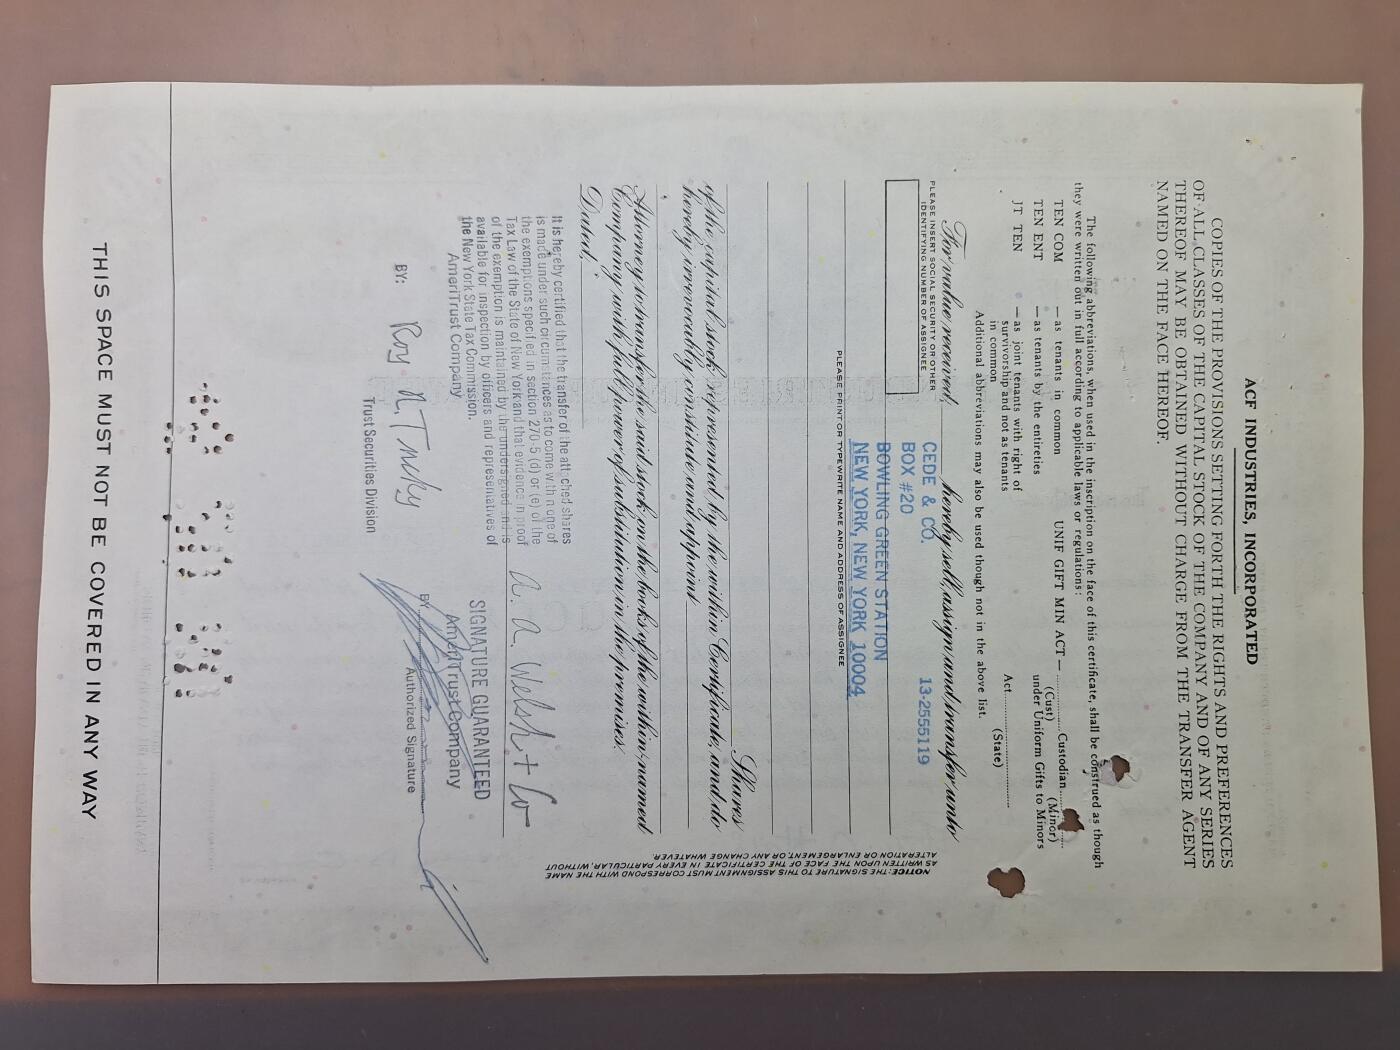 ACF INDUSTRIES, INCORPORATED
COPIES OF THE PROVISIONS SETTING FORTH THE RIGHTS AND PREFERENCES
OF ALL CLASSES OF THE CAPITAL STOCK OF THE COMPANY AND OF ANY SERIES
THEREOF MAY BE OBTAINED WITHOUT CHARGE FROM THE TRANSFER AGENT
NAMED ON THE FACE HEREOF.
The following abbreviations, when used in the inscription on the face of this certificate, shall be construed as though
they were written out in full according to applicable laws or regulations:
TEN COM — as tenants in common UNIF GIFT MIN ACT — ............ Custodian............
(Cust) (Minor)
TEN ENT — as tenants by the entireties under Uniform Gifts to Minors
JT TEN — as joint tenants with right of Act............
survivorship and not as tenants (State)
in common
Additional abbreviations may also be used though not in the above list.
For value received, hereby sell, assign and transfer unto
PLEASE INSERT SOCIAL SECURITY OR OTHER
IDENTIFYING NUMBER OF ASSIGNEE
CEDE & CO. 13-2555119
BOX #20
BOWLING GREEN STATION
NEW YORK, NEW YORK 10004
PLEASE PRINT OR TYPEWRITE NAME AND ADDRESS OF ASSIGNEE
Shares
of the capital stock represented by the within Certificate, and do
hereby irrevocably constitute and appoint
Attorney to transfer the said stock on the books of the within-named
Company with full power of substitution in the premises.
Dated,
It is hereby certified that the transfer of the attached shares
is made under such circumstances as to come within one of
the exemptions specified in section 270-5 (d) or (e) of the
Tax Law of the State of New York and that evidence in proof
of the exemption is maintained by the undersigned and is
available for inspection by officers and representatives of
the New York State Tax Commission.
AmeriTrust Company
BY:
Trust Securities Division
A. A. Welsh + Co
SIGNATURE GUARANTEED
AmeriTrust Company
BY
Authorized Signature
NOTICE: THE SIGNATURE TO THIS ASSIGNMENT MUST CORRESPOND WITH THE NAME
AS WRITTEN UPON THE FACE OF THE CERTIFICATE IN EVERY PARTICULAR, WITHOUT
ALTERATION OR ENLARGEMENT, OR ANY CHANGE WHATEVER.
THIS SPACE MUST NOT BE COVERED IN ANY WAY